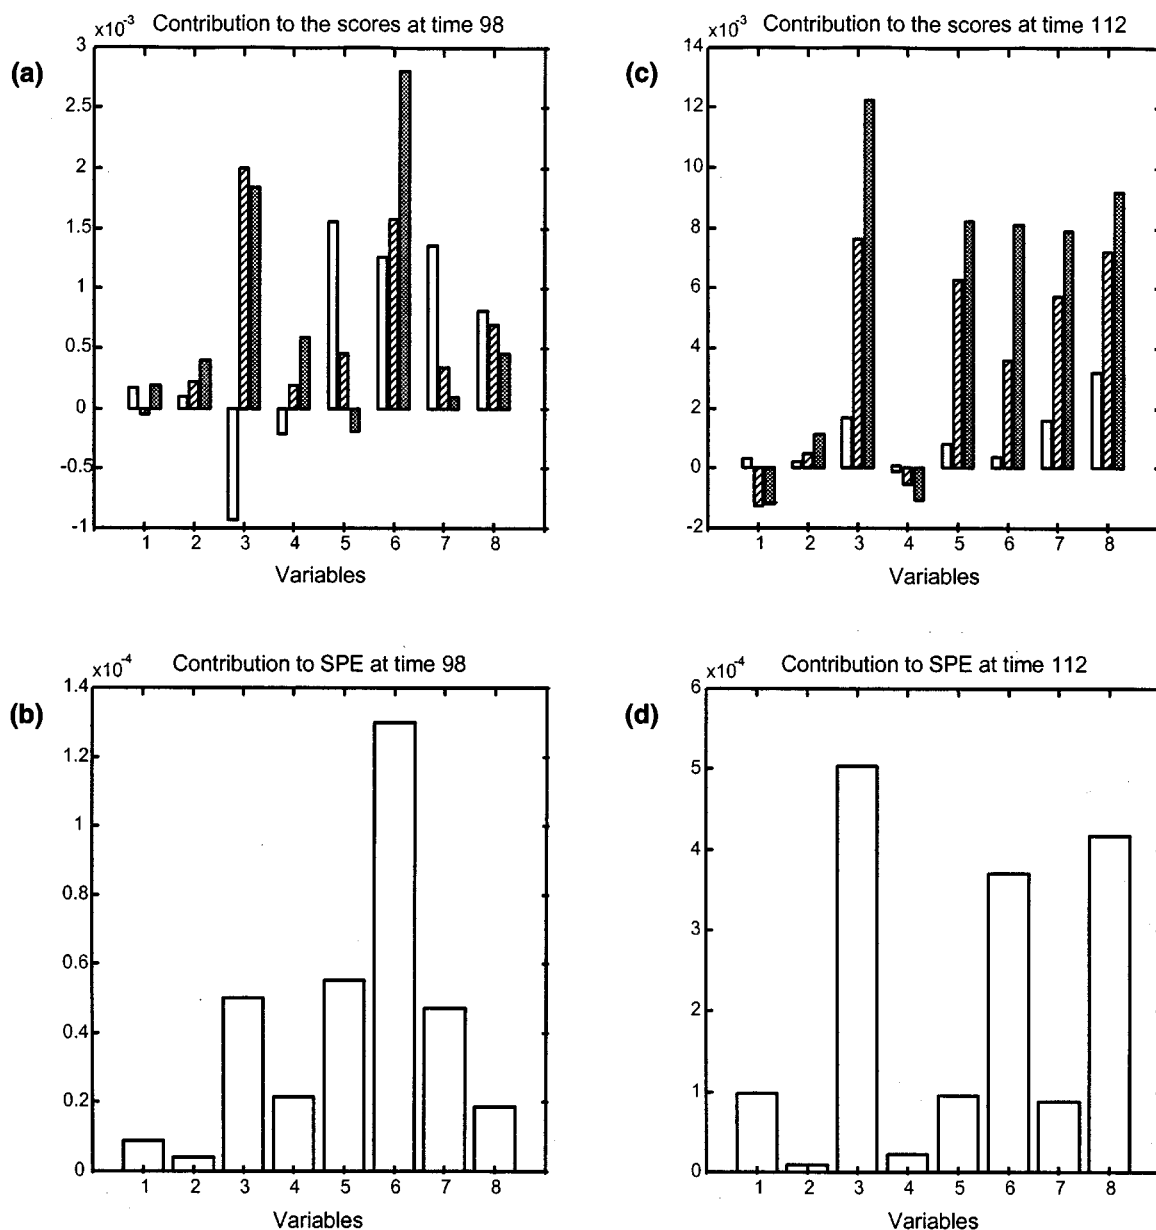 x10-3
Contribution to the scores at time 98
(a)
3
2.5
2
1.5
1
0.5
0
-0.5
-1
1 2 3 4 5 6 7 8
Variables
x10-3
Contribution to the scores at time 112
(c)
14
12
10
8
6
4
2
0
-2
1 2 3 4 5 6 7 8
Variables
x10-4
Contribution to SPE at time 98
(b)
1.4
1.2
1
0.8
0.6
0.4
0.2
0
1 2 3 4 5 6 7 8
Variables
x10-4
Contribution to SPE at time 112
(d)
6
5
4
3
2
1
0
1 2 3 4 5 6 7 8
Variables